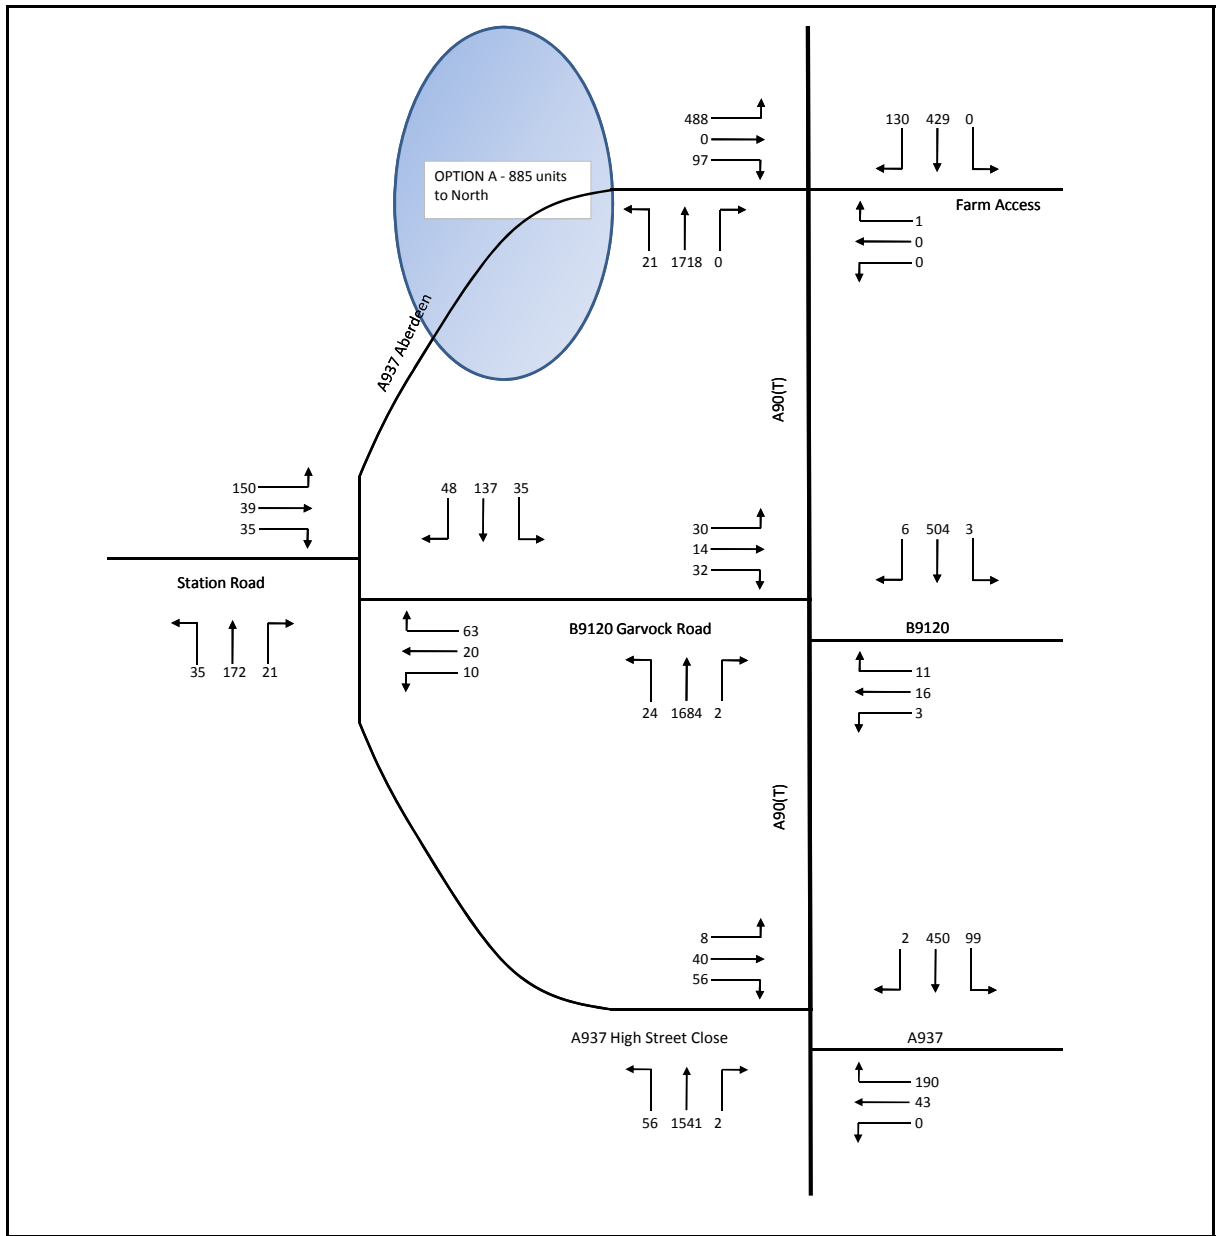 488
0
97
130 429 0
OPTION A - 885 units
to North
Farm Access
1
0
0
21 1718 0
A937 Aberdeen
A90(T)
150
39
35
48 137 35
30
14
32
6 504 3
Station Road
B9120 Garvock Road
B9120
63
20
10
35 172 21
11
16
3
24 1684 2
A90(T)
8
40
56
2 450 99
A937 High Street Close
A937
190
43
0
56 1541 2